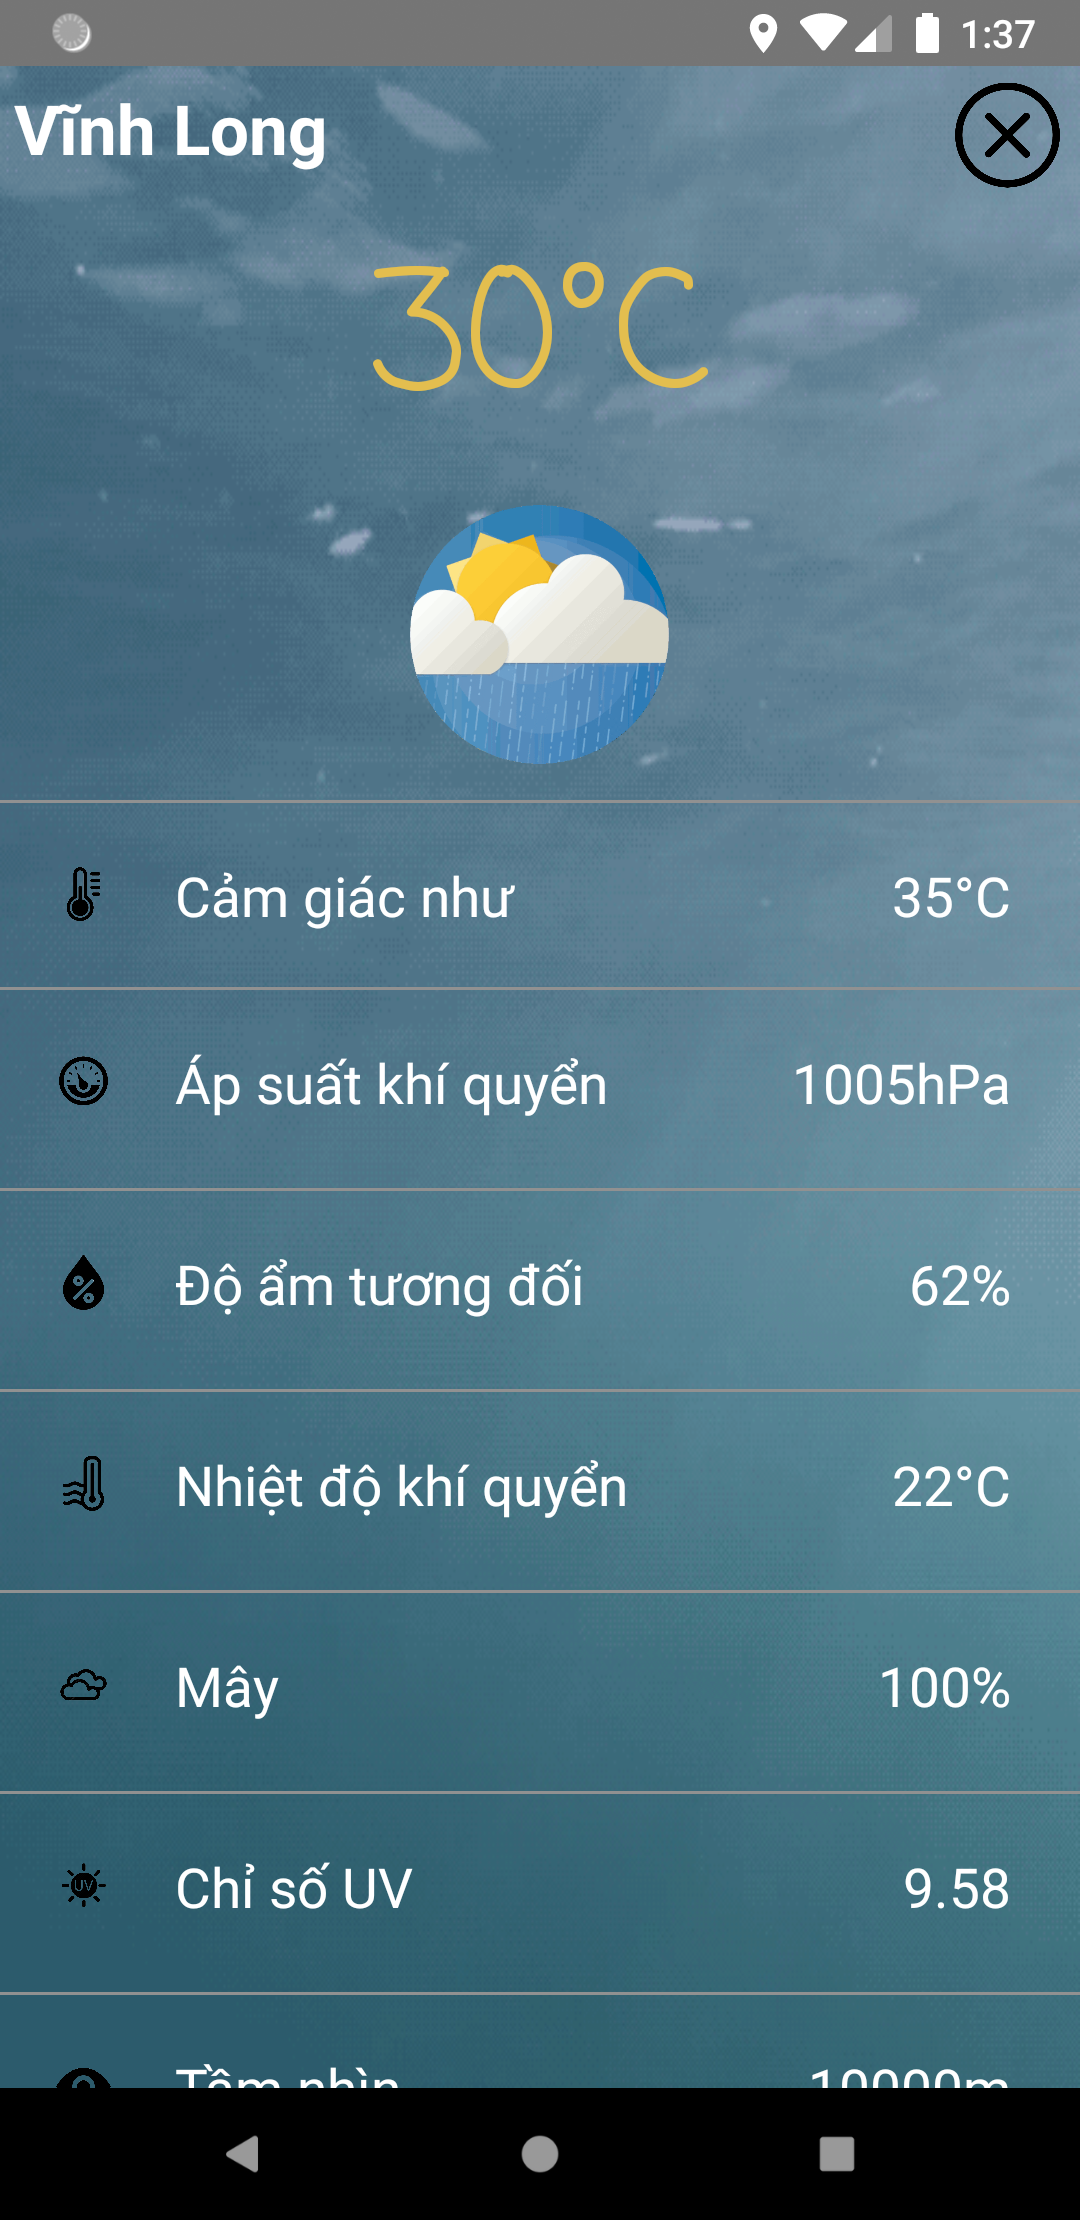 1:37
Vĩnh Long
30°C
Cảm giác như 35°C
Áp suất khí quyển 1005hPa
Độ ẩm tương đối 62%
Nhiệt độ khí quyển 22°C
Mây 100%
UV Chỉ số UV 9.58
Tầm nhìn 10000m